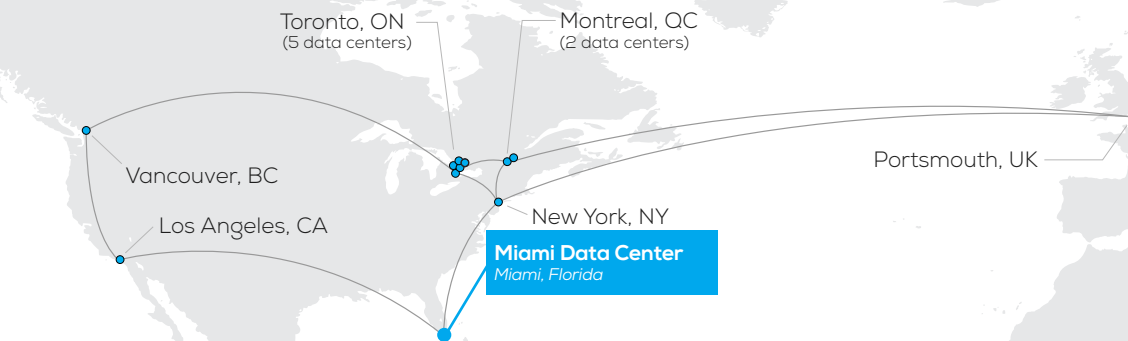 Toronto, ON
(5 data centers)
Montreal, QC
(2 data centers)
Portsmouth, UK
Vancouver, BC
Los Angeles, CA
New York, NY
Miami Data Center
Miami, Florida